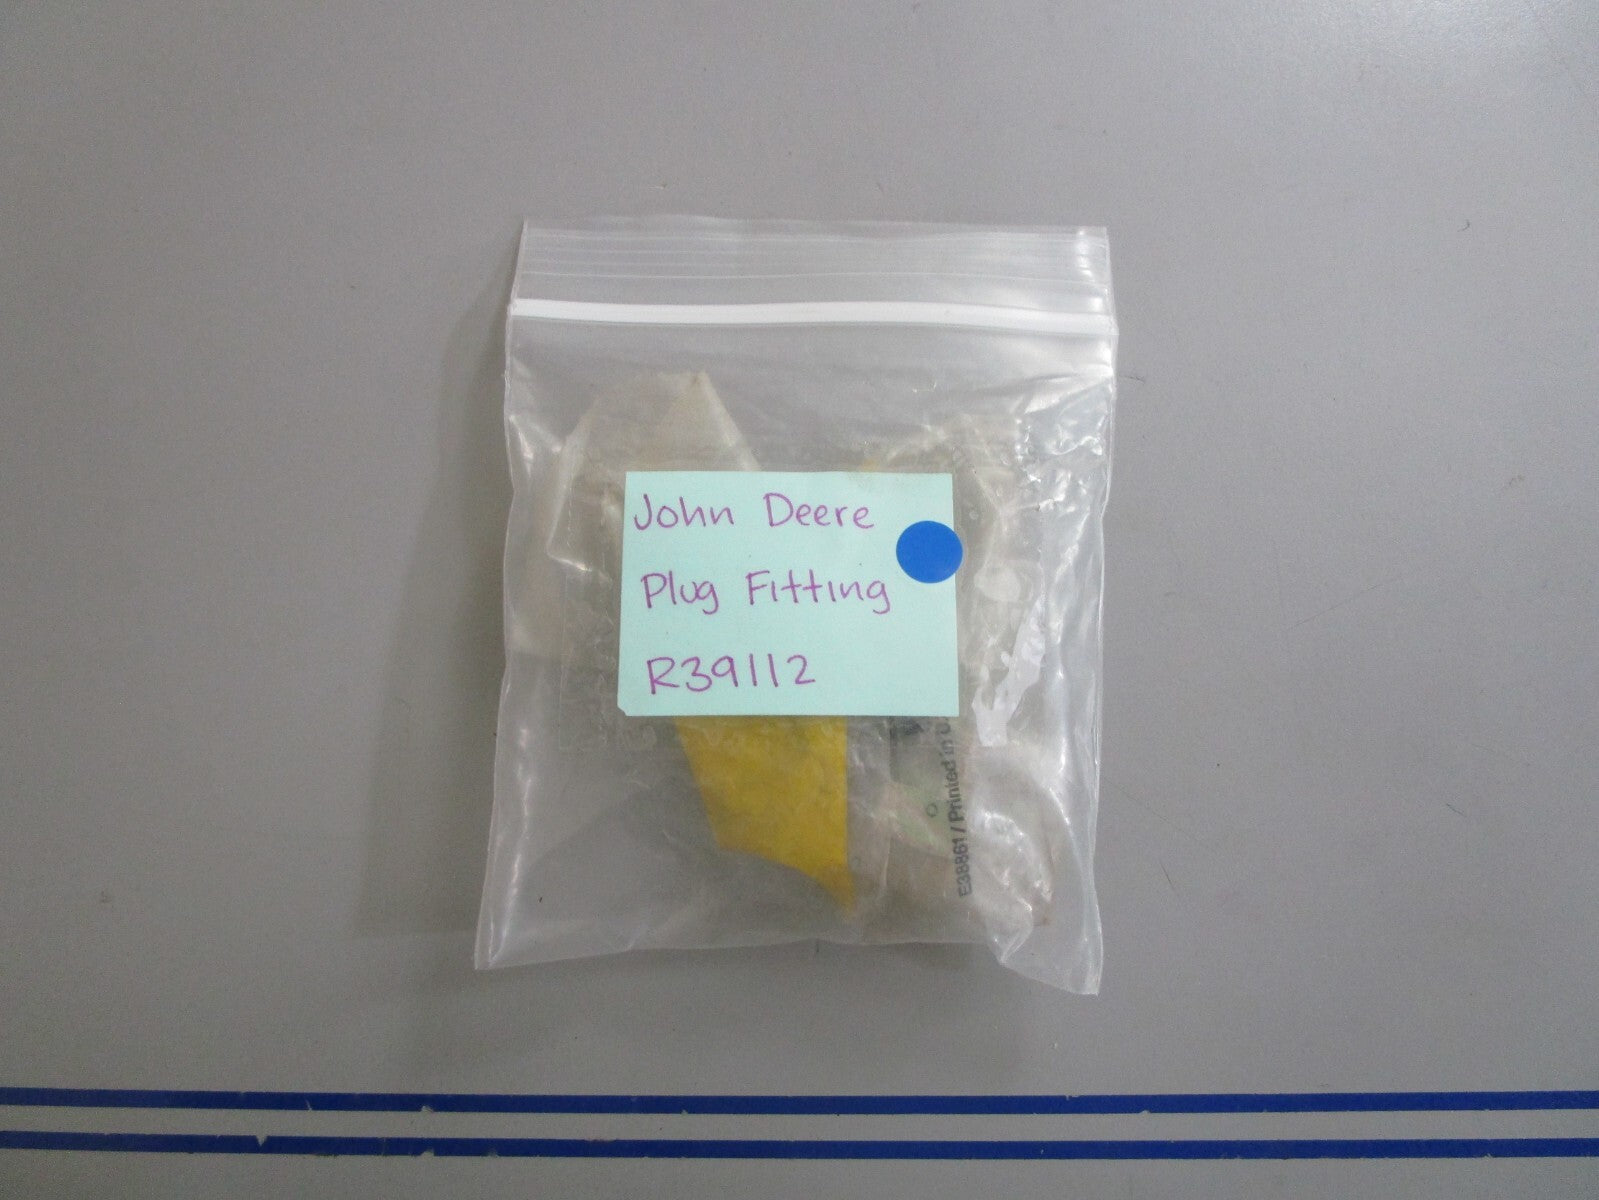 John Deere
Plug Fitting
R39112
E38861 / Printed in U